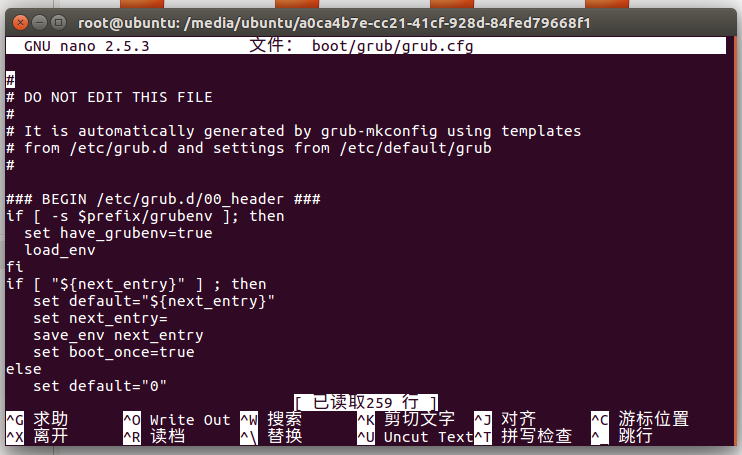 root@ubuntu: /media/ubuntu/a0ca4b7e-cc21-41cf-928d-84fed79668f1
GNU nano 2.5.3 文件： boot/grub/grub.cfg
#
# DO NOT EDIT THIS FILE
#
# It is automatically generated by grub-mkconfig using templates
# from /etc/grub.d and settings from /etc/default/grub
#
### BEGIN /etc/grub.d/00_header ###
if [ -s $prefix/grubenv ]; then
  set have_grubenv=true
  load_env
fi
if [ "${next_entry}" ] ; then
   set default="${next_entry}"
   set next_entry=
   save_env next_entry
   set boot_once=true
else
   set default="0"
[ 已读取259 行 ]
^G 求助 ^O Write Out ^W 搜索 ^K 剪切文字 ^J 对齐 ^C 游标位置
^X 离开 ^R 读档 ^\ 替换 ^U Uncut Text ^T 拼写检查 ^_ 跳行